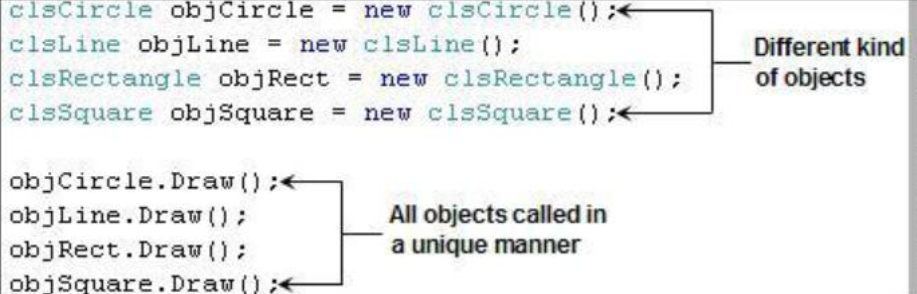 clsCircle objCircle = new clsCircle();
clsLine objLine = new clsLine();
clsRectangle objRect = new clsRectangle();
clsSquare objSquare = new clsSquare();
Different kind
of objects
objCircle.Draw();
objLine.Draw();
objRect.Draw();
objSquare.Draw();
All objects called in
a unique manner